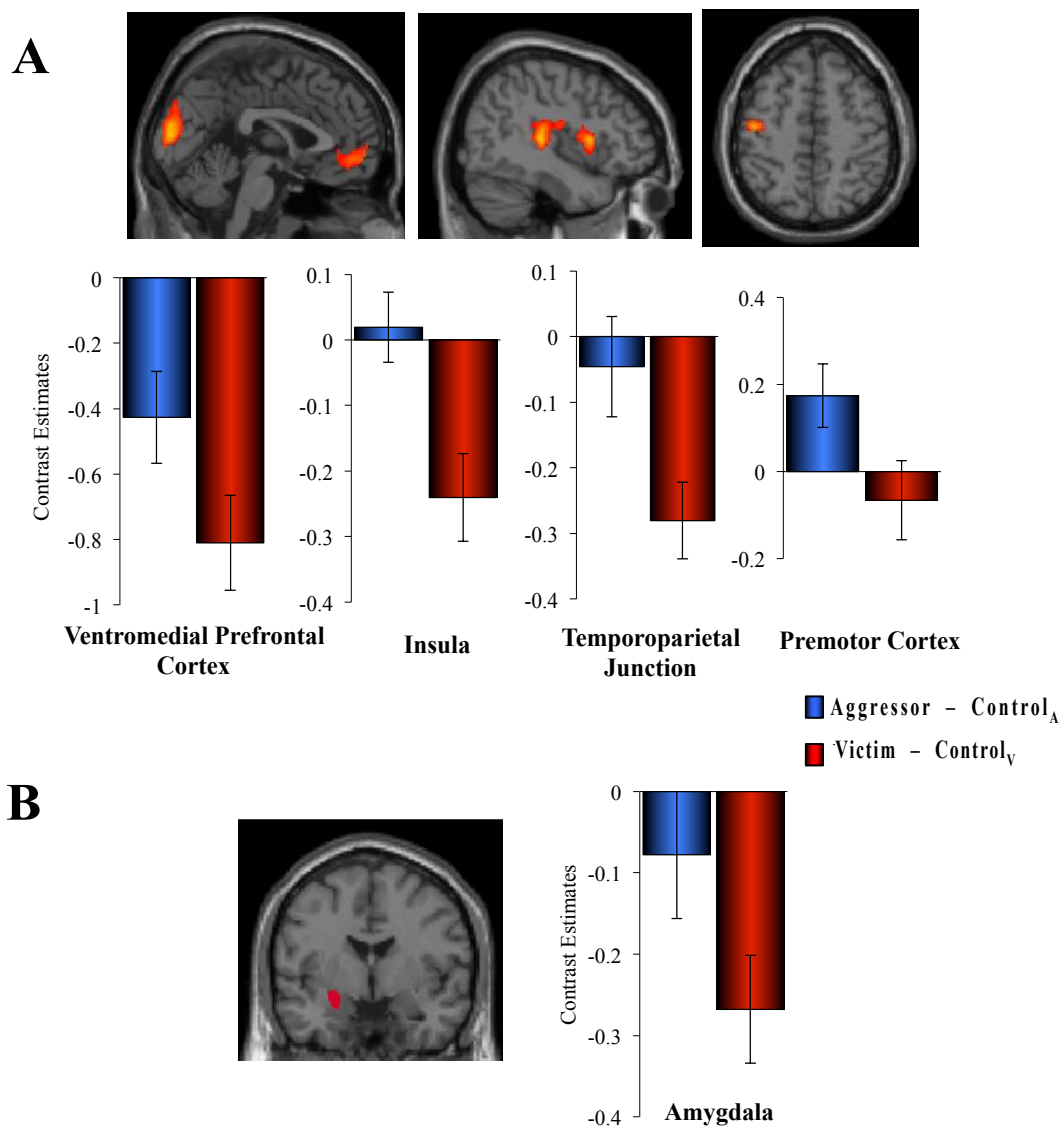 A
0
-0.2
-0.4
-0.6
-0.8
-1
Contrast Estimates
Ventromedial Prefrontal
Cortex
0.1
0
-0.1
-0.2
-0.3
-0.4
Insula
0.1
0
-0.1
-0.2
-0.3
-0.4
Temporoparietal
Junction
0.4
0.2
0
-0.2
Premotor Cortex
Aggressor – Control_A
Victim – Control_V
B
0
-0.1
-0.2
-0.3
-0.4
Contrast Estimates
Amygdala